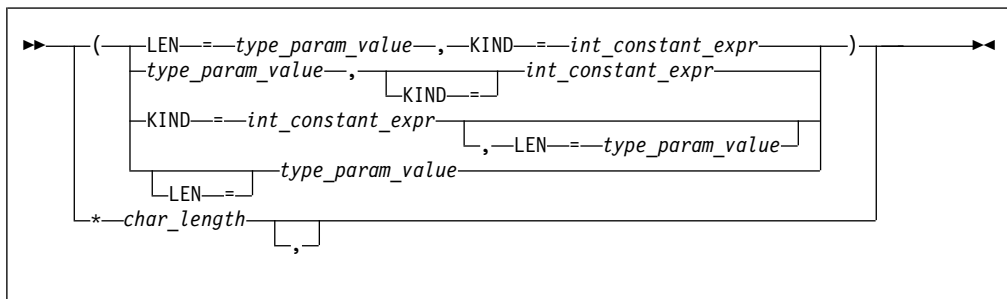 ( LEN = type_param_value , KIND = int_constant_expr )
type_param_value , int_constant_expr
KIND =
KIND = int_constant_expr
, LEN = type_param_value
type_param_value
LEN =
* char_length
,